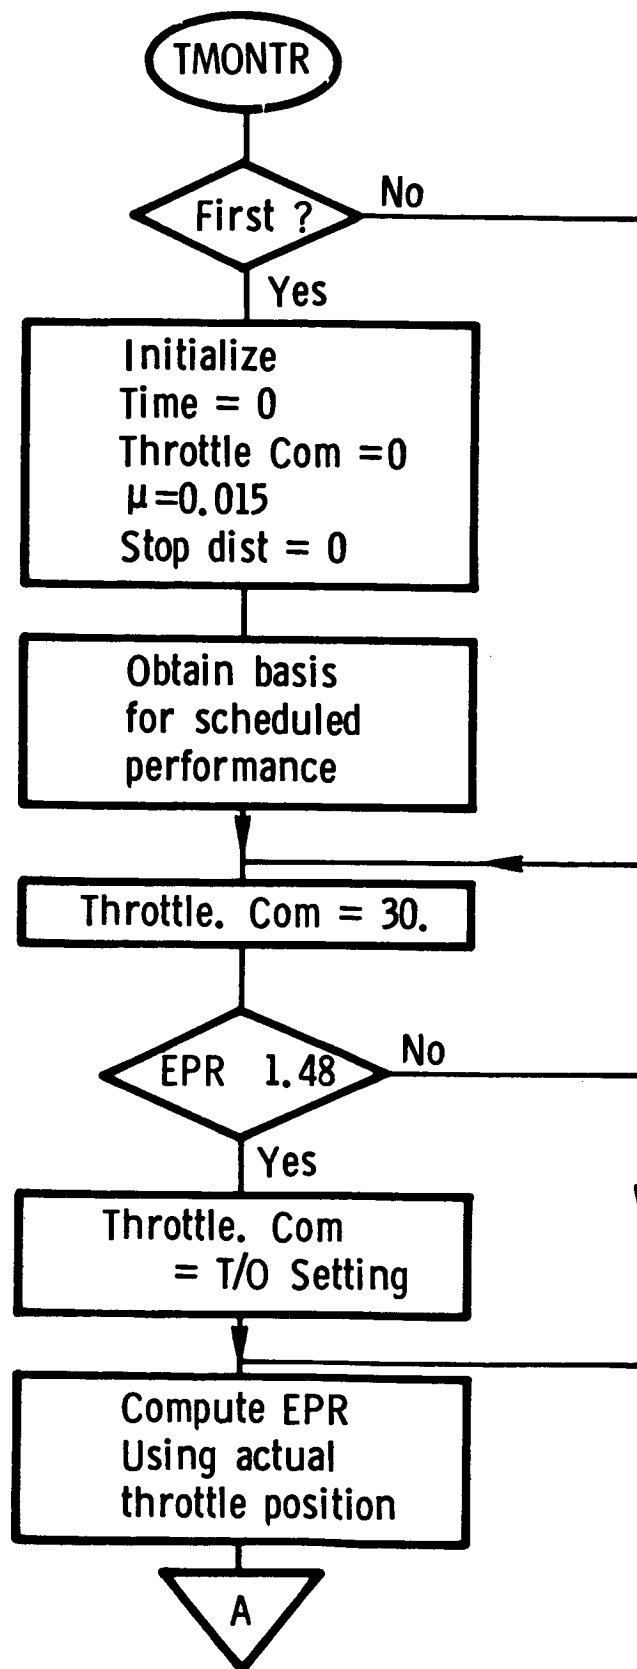 TMONTR
First ?
No
Yes
Initialize
Time = 0
Throttle Com =0
μ=0.015
Stop dist = 0
Obtain basis
for scheduled
performance
Throttle. Com = 30.
EPR 1.48
No
Yes
Throttle. Com
= T/O Setting
Compute EPR
Using actual
throttle position
A